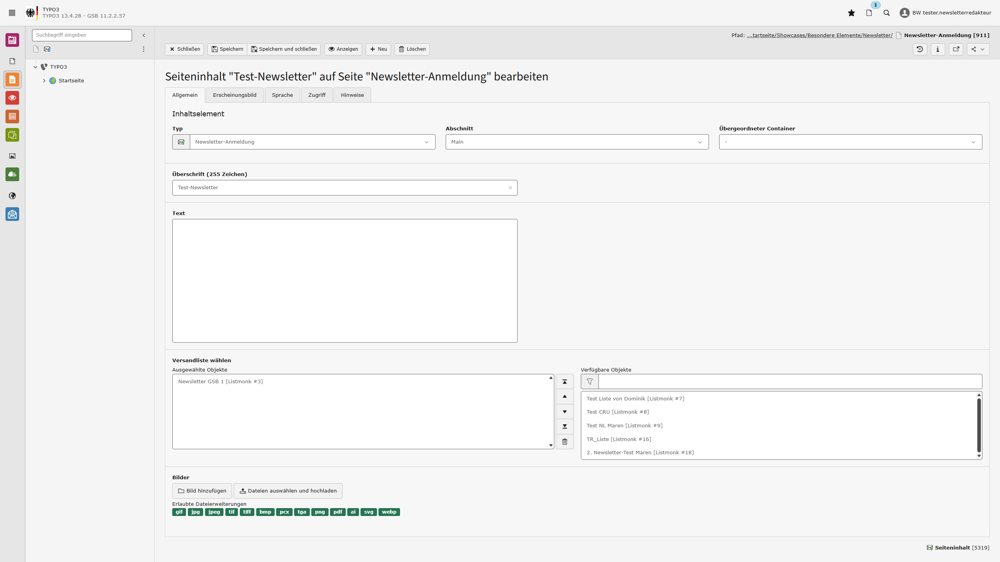 TYPO3
TYPO3 13.4.28 - GSB 11.2.2.57
1
BW tester.newsletterredakteur
Suchbegriff eingeben
Pfad: ...tartseite/Showcases/Besondere Elemente/Newsletter/ Newsletter-Anmeldung [911]
Schließen
Speichern
Speichern und schließen
Anzeigen
Neu
Löschen
TYPO3
Startseite
Seiteninhalt "Test-Newsletter" auf Seite "Newsletter-Anmeldung" bearbeiten
Allgemein
Erscheinungsbild
Sprache
Zugriff
Hinweise
Inhaltselement
Typ
Abschnitt
Übergeordneter Container
Newsletter-Anmeldung
Main
-
Überschrift (255 Zeichen)
Test-Newsletter
Text
Versandliste wählen
Ausgewählte Objekte
Verfügbare Objekte
Newsletter GSB 1 [Listmonk #3]
Test Liste von Dominik [Listmonk #7]
Test CRU [Listmonk #8]
Test NL Maren [Listmonk #9]
TR_Liste [Listmonk #16]
2. Newsletter-Test Maren [Listmonk #18]
Bilder
Bild hinzufügen
Dateien auswählen und hochladen
Erlaubte Dateierweiterungen
gif jpg jpeg tif tiff bmp pcx tga png pdf ai svg webp
Seiteninhalt [5319]